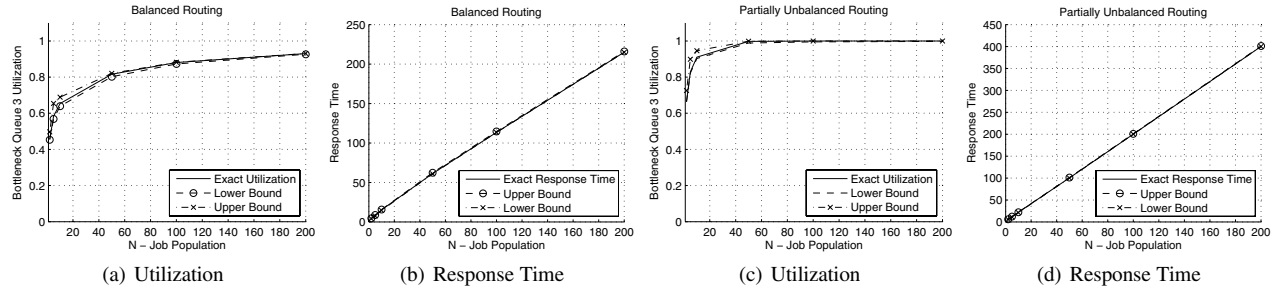 Balanced Routing
Bottleneck Queue 3 Utilization
1
0.8
0.6
0.4
0.2
0
20 40 60 80 100 120 140 160 180 200
N – Job Population
Exact Utilization
Lower Bound
Upper Bound
(a) Utilization
Balanced Routing
Response Time
250
200
150
100
50
0
0 20 40 60 80 100 120 140 160 180 200
N – Job Population
Exact Response Time
Upper Bound
Lower Bound
(b) Response Time
Partially Unbalanced Routing
Bottleneck Queue 3 Utilization
1
0.8
0.6
0.4
0.2
0
20 40 60 80 100 120 140 160 180 200
N – Job Population
Exact Utilization
Lower Bound
Upper Bound
(c) Utilization
Partially Unbalanced Routing
Response Time
450
400
350
300
250
200
150
100
50
0
0 20 40 60 80 100 120 140 160 180 200
N – Job Population
Exact Response Time
Upper Bound
Lower Bound
(d) Response Time